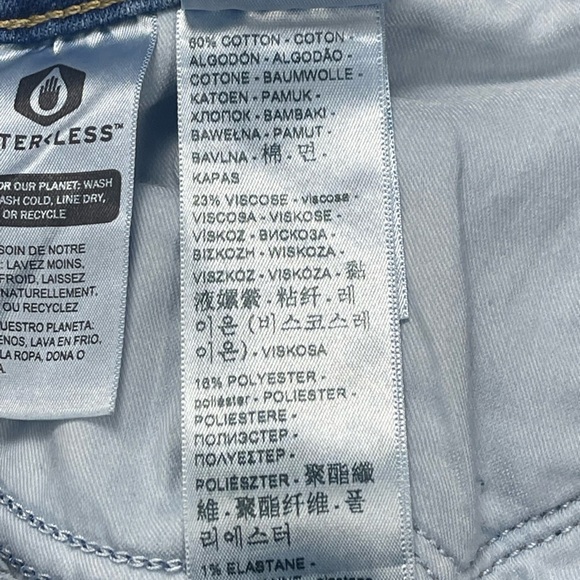 TER<LESS™
OR OUR PLANET: WASH
ASH COLD, LINE DRY,
OR RECYCLE
SOIN DE NOTRE
: LAVEZ MOINS,
FROID, LAISSEZ
NATURELLEMENT,
OU RECYCLEZ
UESTRO PLANETA:
ENOS, LAVA EN FRIO,
LA ROPA, DONA O
A
60% COTTON - COTON -
ALGODÓN - ALGODÃO -
COTONE - BAUMWOLLE -
KATOEN - PAMUK -
ХЛОПОК - ΒΑΜΒΑΚΙ -
BAWEŁNA - PAMUT -
BAVLNA - 棉 . 면 -
KAPAS
23% VISCOSE - viscose -
VISCOSA - VISKOSE -
VİSKOZ - ВИСКОЗА -
ΒΙΣΚΟΖΗ - WISKOZA -
VISZKÓZ - VISKÓZA - 黏
液嫘縈 . 粘纤 . 레
이온 (비스코스레
이온) . VISKOSA
16% POLYESTER -
poliéster - POLIESTER -
POLIESTERE -
ПОЛИЭСТЕР -
ΠΟΛΥΕΣΤΕΡ -
POLIÉSZTER - 聚酯纖
維 . 聚酯纤维 . 폴
리에스터
1% ELASTANE -